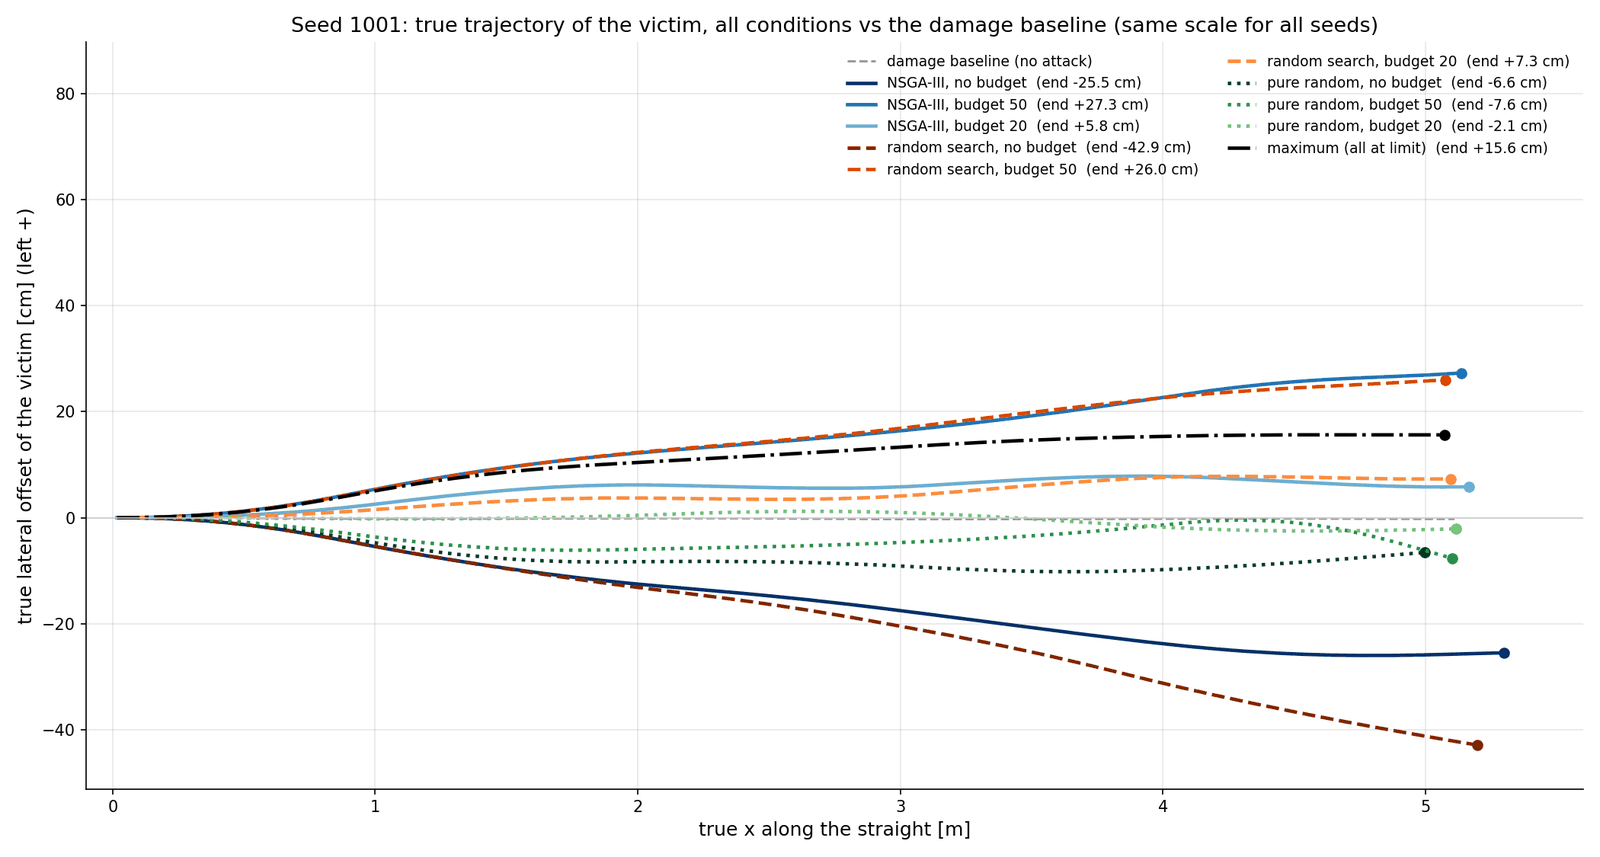 Seed 1001: true trajectory of the victim, all conditions vs the damage baseline (same scale for all seeds)
damage baseline (no attack)
NSGA-III, no budget (end -25.5 cm)
NSGA-III, budget 50 (end +27.3 cm)
NSGA-III, budget 20 (end +5.8 cm)
random search, no budget (end -42.9 cm)
random search, budget 50 (end +26.0 cm)
random search, budget 20 (end +7.3 cm)
pure random, no budget (end -6.6 cm)
pure random, budget 50 (end -7.6 cm)
pure random, budget 20 (end -2.1 cm)
maximum (all at limit) (end +15.6 cm)
true lateral offset of the victim [cm] (left +)
80
60
40
20
0
−20
−40
0 1 2 3 4 5
true x along the straight [m]